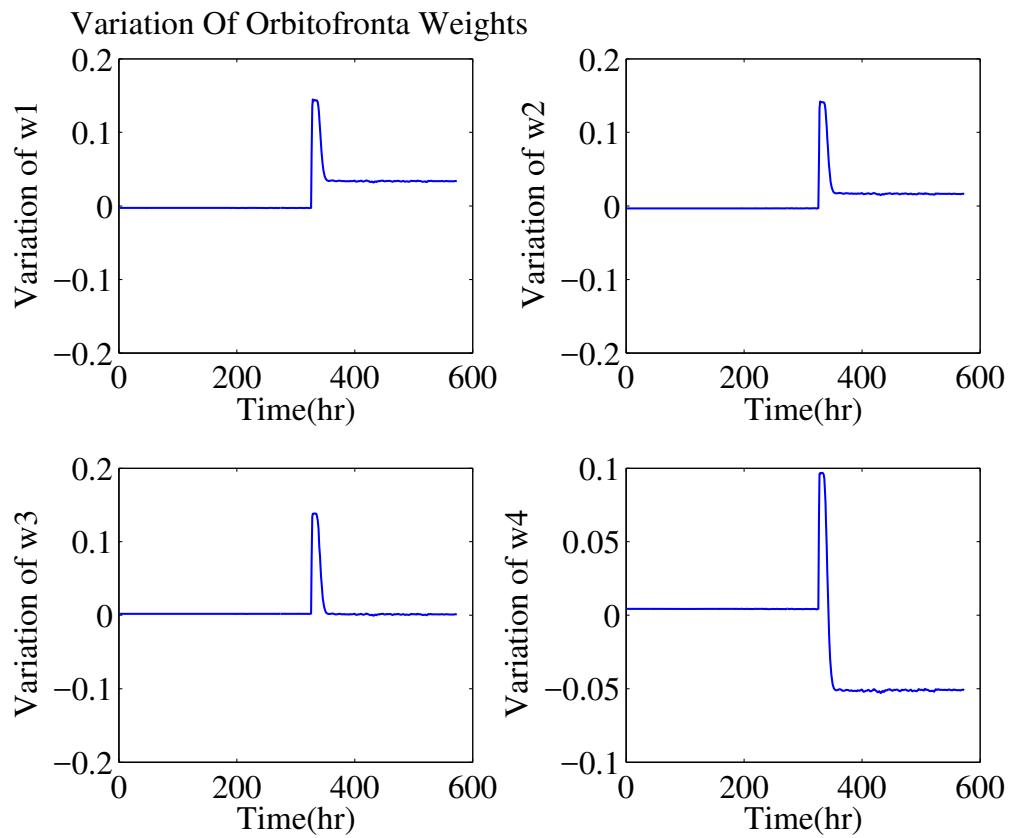 Variation Of Orbitofronta Weights
0.2
0.1
0
−0.1
−0.2
Variation of w1
0 200 400 600
Time(hr)
0.2
0.1
0
−0.1
−0.2
Variation of w2
0 200 400 600
Time(hr)
0.2
0.1
0
−0.1
−0.2
Variation of w3
0 200 400 600
Time(hr)
0.1
0.05
0
−0.05
−0.1
Variation of w4
0 200 400 600
Time(hr)